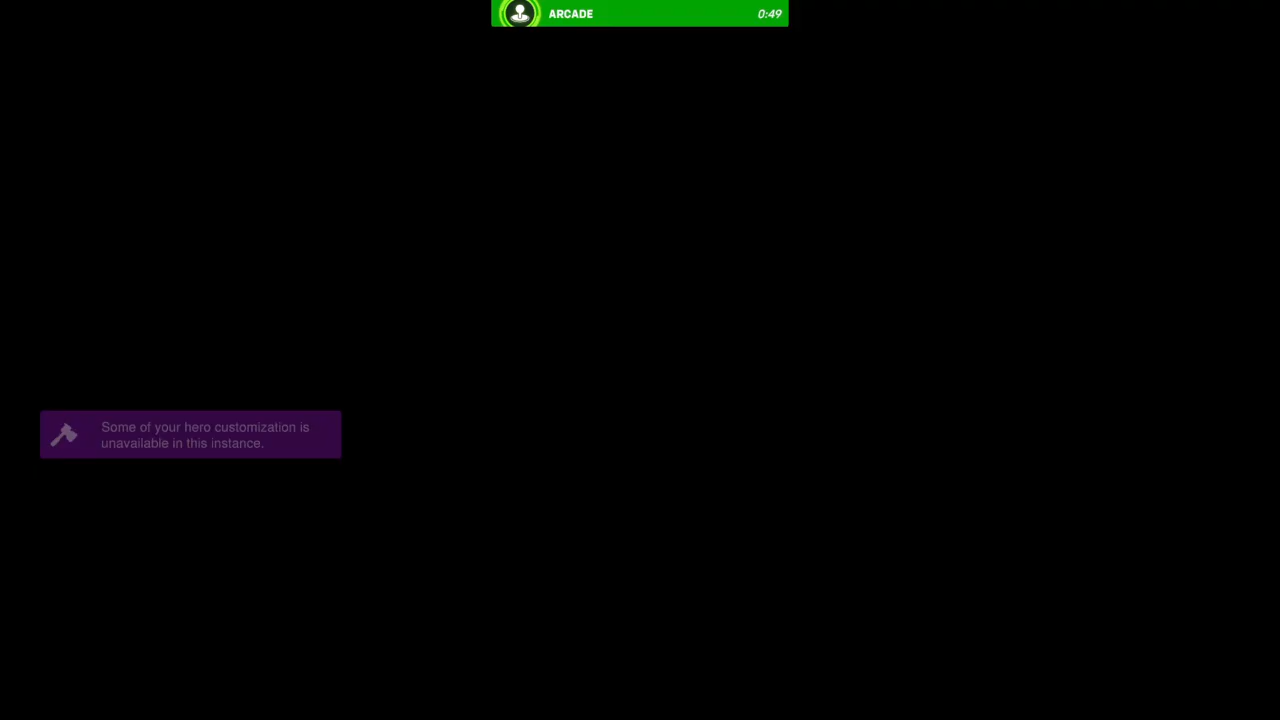 ARCADE 0:49
Some of your hero customization is
unavailable in this instance.